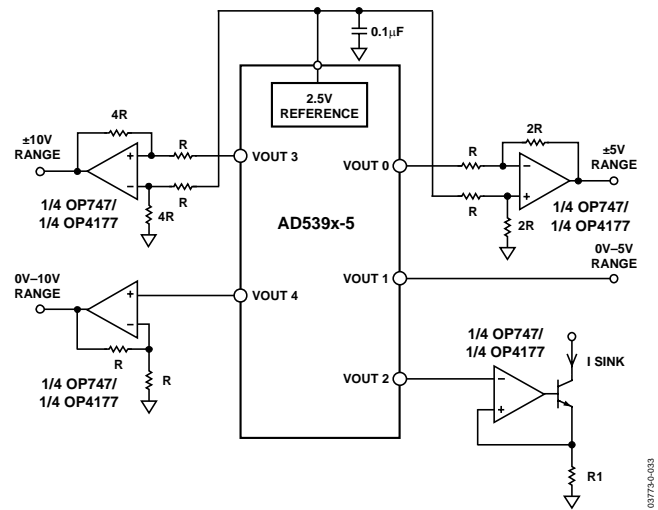 0.1µF
2.5V
REFERENCE
4R
±10V
RANGE
+
R
VOUT 3
−
R
1/4 OP747/
1/4 OP4177
4R
VOUT 0
R
2R
−
±5V
RANGE
R
+
2R
1/4 OP747/
1/4 OP4177
AD539x-5
0V–10V
RANGE
+
VOUT 4
−
R
R
1/4 OP747/
1/4 OP4177
VOUT 1
0V–5V
RANGE
1/4 OP747/
1/4 OP4177
I SINK
VOUT 2
−
+
R1
03773-0-033